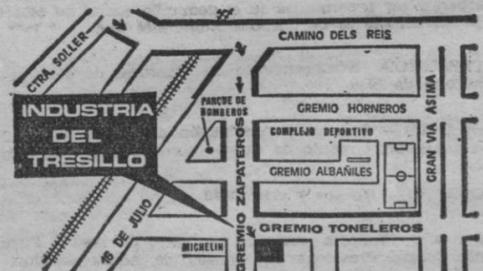 CAMINO DELS REIS
CTRA. SOLLER
PARQUE DE
BOMBEROS
GREMIO HORNEROS
GRAN VIA ASIMA
INDUSTRIA
DEL
TRESILLO
COMPLEJO DEPORTIVO
GREMIO ZAPATEROS
GREMIO ALBAÑILES
16 DE JULIO
GREMIO TONELEROS
MICHELIN